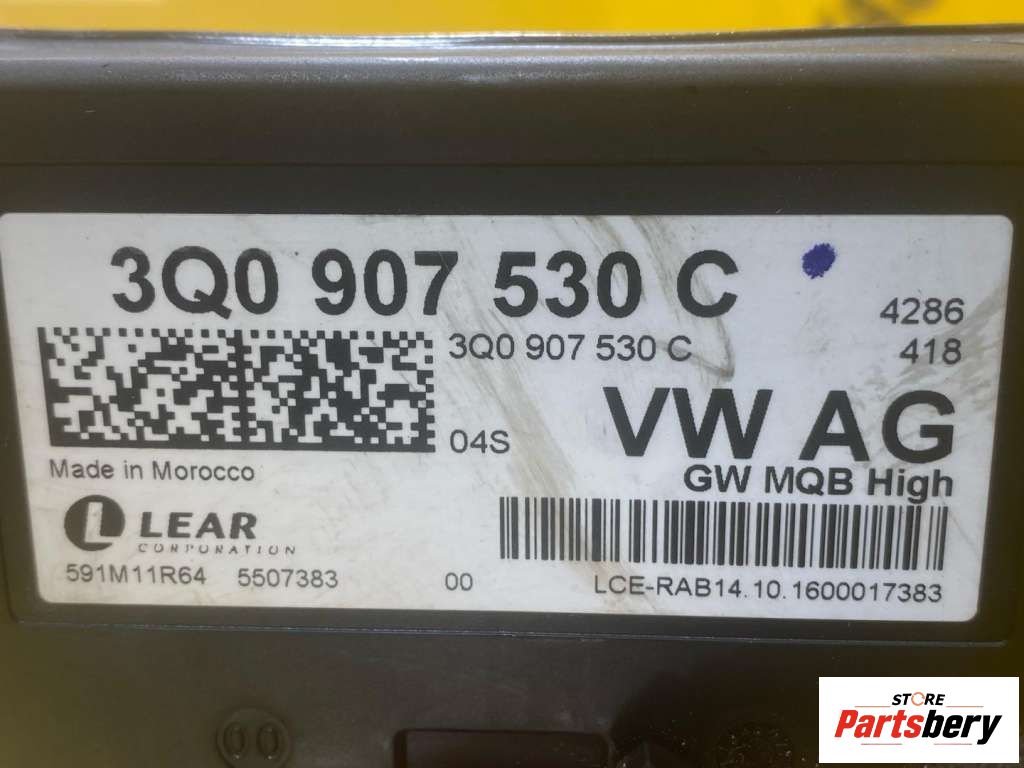 3Q0 907 530 C
4286
3Q0 907 530 C
418
VW AG
04S
GW MQB High
Made in Morocco
LEAR
CORPORATION
591M11R64 5507383 00 LCE-RAB14.10.1600017383
00
STORE
Partsbery